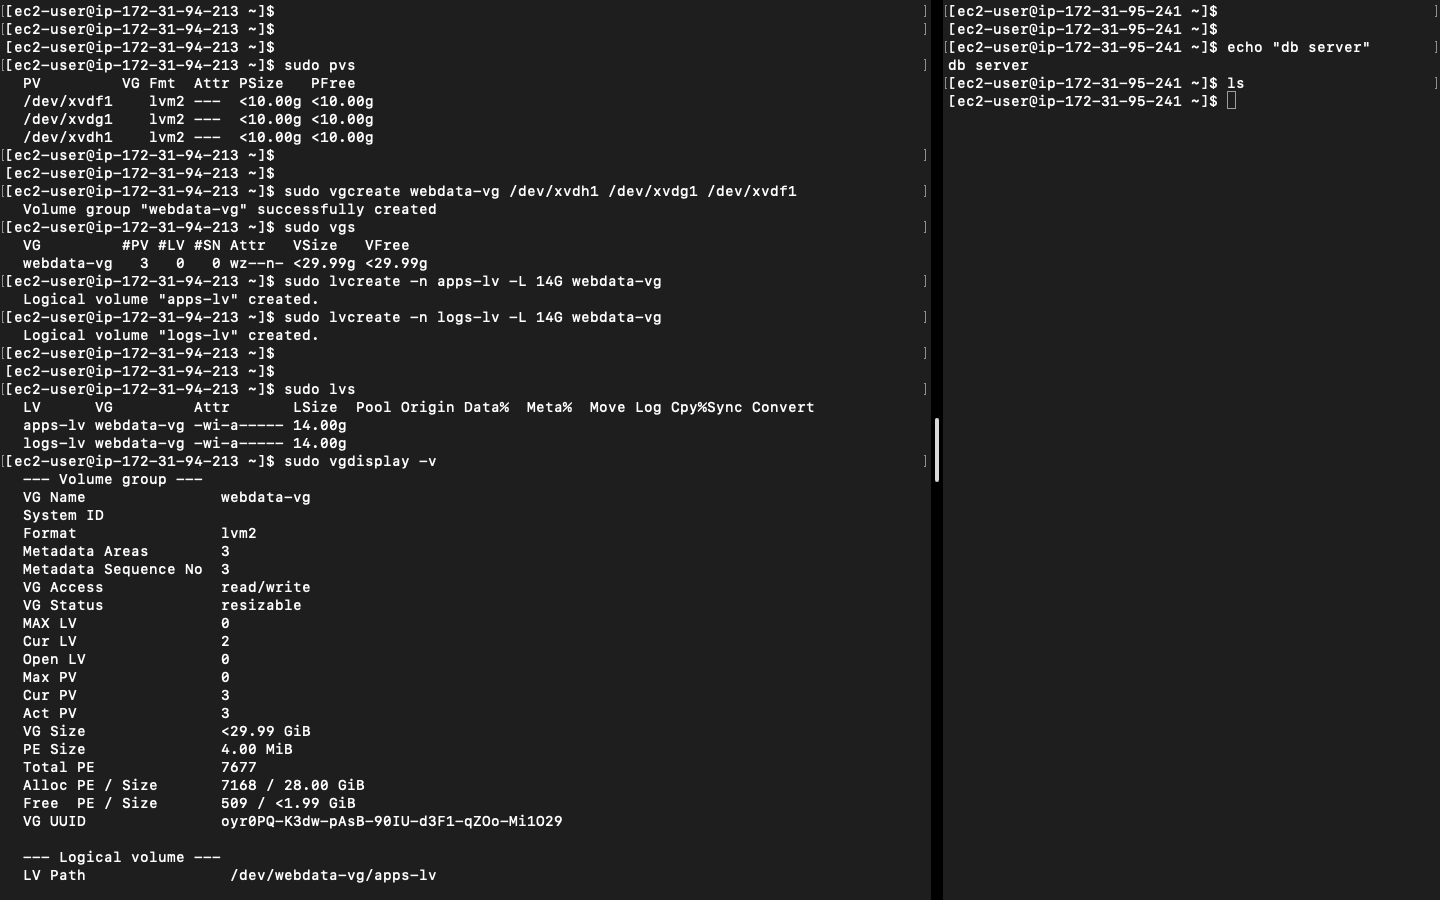 [ec2-user@ip-172-31-94-213 ~]$
[ec2-user@ip-172-31-94-213 ~]$
[ec2-user@ip-172-31-94-213 ~]$
[ec2-user@ip-172-31-94-213 ~]$ sudo pvs
  PV         VG Fmt  Attr PSize   PFree
  /dev/xvdf1    lvm2 ---  <10.00g <10.00g
  /dev/xvdg1    lvm2 ---  <10.00g <10.00g
  /dev/xvdh1    lvm2 ---  <10.00g <10.00g
[ec2-user@ip-172-31-94-213 ~]$
[ec2-user@ip-172-31-94-213 ~]$
[ec2-user@ip-172-31-94-213 ~]$ sudo vgcreate webdata-vg /dev/xvdh1 /dev/xvdg1 /dev/xvdf1
  Volume group "webdata-vg" successfully created
[ec2-user@ip-172-31-94-213 ~]$ sudo vgs
  VG         #PV #LV #SN Attr   VSize   VFree
  webdata-vg   3   0   0 wz--n- <29.99g <29.99g
[ec2-user@ip-172-31-94-213 ~]$ sudo lvcreate -n apps-lv -L 14G webdata-vg
  Logical volume "apps-lv" created.
[ec2-user@ip-172-31-94-213 ~]$ sudo lvcreate -n logs-lv -L 14G webdata-vg
  Logical volume "logs-lv" created.
[ec2-user@ip-172-31-94-213 ~]$
[ec2-user@ip-172-31-94-213 ~]$
[ec2-user@ip-172-31-94-213 ~]$ sudo lvs
  LV      VG         Attr       LSize  Pool Origin Data%  Meta%  Move Log Cpy%Sync Convert
  apps-lv webdata-vg -wi-a----- 14.00g
  logs-lv webdata-vg -wi-a----- 14.00g
[ec2-user@ip-172-31-94-213 ~]$ sudo vgdisplay -v
  --- Volume group ---
  VG Name               webdata-vg
  System ID
  Format                lvm2
  Metadata Areas        3
  Metadata Sequence No  3
  VG Access             read/write
  VG Status             resizable
  MAX LV                0
  Cur LV                2
  Open LV               0
  Max PV                0
  Cur PV                3
  Act PV                3
  VG Size               <29.99 GiB
  PE Size               4.00 MiB
  Total PE              7677
  Alloc PE / Size       7168 / 28.00 GiB
  Free  PE / Size       509 / <1.99 GiB
  VG UUID               oyr0PQ-K3dw-pAsB-90IU-d3F1-qZOo-Mi1O29
  --- Logical volume ---
  LV Path                /dev/webdata-vg/apps-lv
[ec2-user@ip-172-31-95-241 ~]$
[ec2-user@ip-172-31-95-241 ~]$
[ec2-user@ip-172-31-95-241 ~]$ echo "db server"
db server
[ec2-user@ip-172-31-95-241 ~]$ ls
[ec2-user@ip-172-31-95-241 ~]$